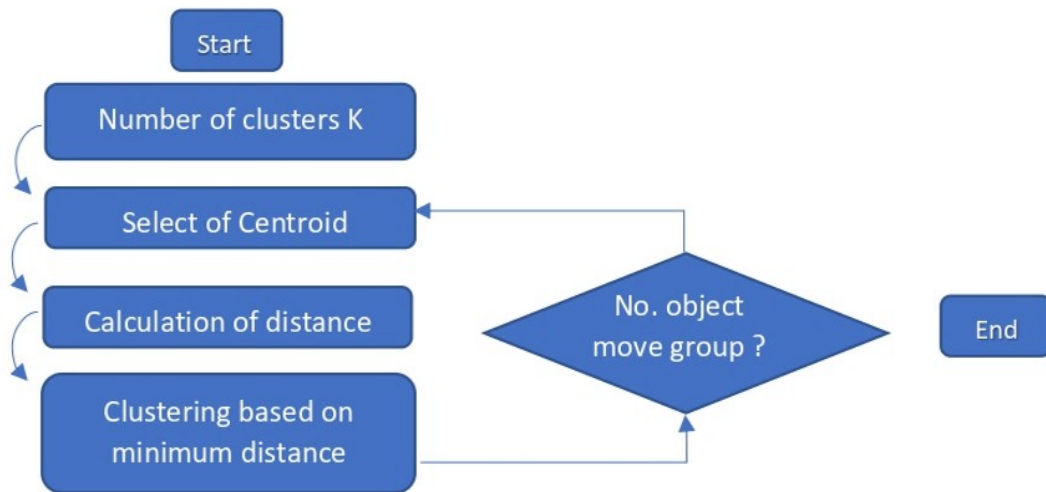 Start
Number of clusters K
Select of Centroid
Calculation of distance
Clustering based on
minimum distance
No. object
move group ?
End